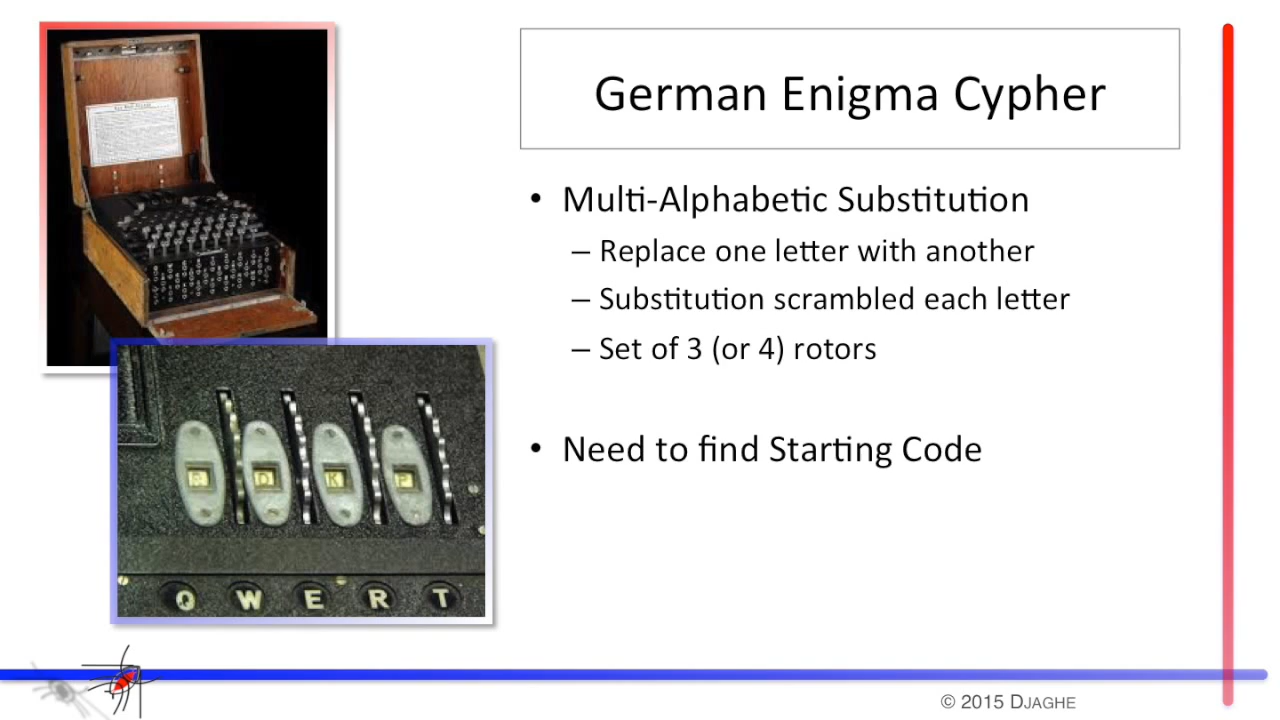 German Enigma Cypher
• Multi-Alphabetic Substitution
– Replace one letter with another
– Substitution scrambled each letter
– Set of 3 (or 4) rotors
• Need to find Starting Code
K
Q W E R T
© 2015 DJAGHE